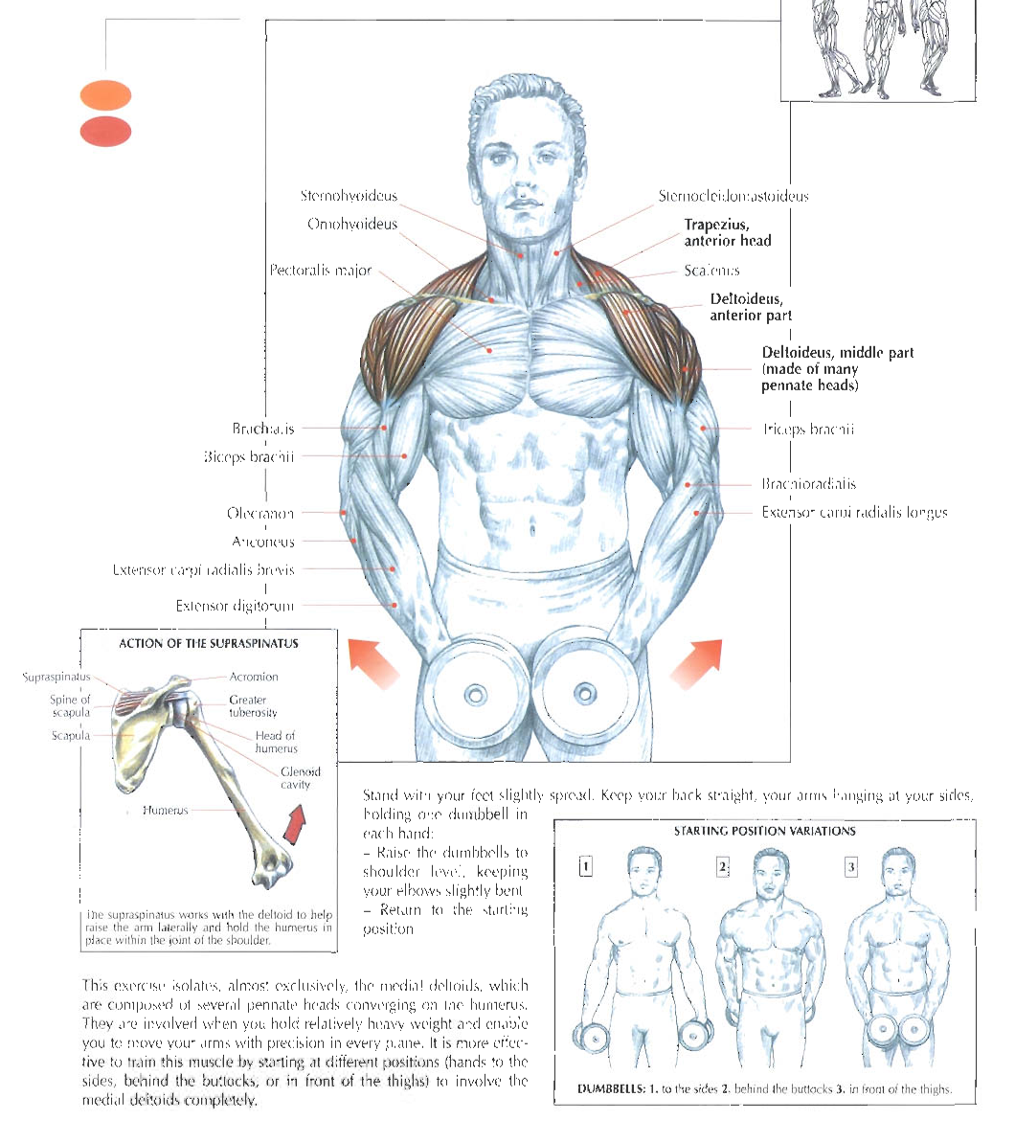 Sternohyoideus
Omohyoideus
Pectoralis major
Sternocleidomastoideus
Trapezius,
anterior head
Scalenus
Deltoideus,
anterior part
Deltoideus, middle part
(made of many
pennate heads)
Brachialis
Biceps brachii
Olecranon
Anconeus
Extensor carpi radialis brevis
Extensor digitorum
Triceps brachii
Brachioradialis
Extensor carpi radialis longus
ACTION OF THE SUPRASPINATUS
Supraspinatus
Spine of
scapula
Scapula
Acromion
Greater
tuberosity
Head of
humerus
Glenoid
cavity
Humerus
The supraspinatus works with the deltoid to help
raise the arm laterally and hold the humerus in
place within the joint of the shoulder.
Stand with your feet slightly spread. Keep your back straight, your arms hanging at your sides,
holding one dumbbell in
each hand:
– Raise the dumbbells to
shoulder level, keeping
your elbows slightly bent
– Return to the starting
position
STARTING POSITION VARIATIONS
1
2
3
DUMBBELLS: 1. to the sides 2. behind the buttocks 3. in front of the thighs.
This exercise isolates, almost exclusively, the medial deltoids, which
are composed of several pennate heads converging on the humerus.
They are involved when you hold relatively heavy weight and enable
you to move your arms with precision in every plane. It is more effec-
tive to train this muscle by starting at different positions (hands to the
sides, behind the buttocks, or in front of the thighs) to involve the
medial deltoids completely.